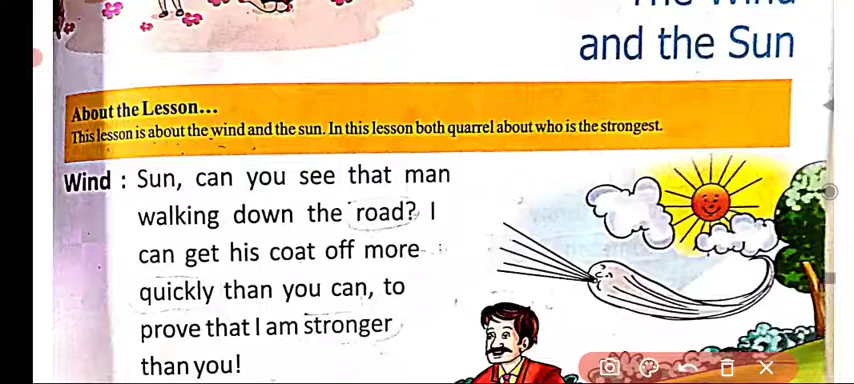 The Wind
and the Sun
About the Lesson...
This lesson is about the wind and the sun. In this lesson both quarrel about who is the strongest.
Wind : Sun, can you see that man
walking down the road? I
can get his coat off more
quickly than you can, to
prove that I am stronger
than you!